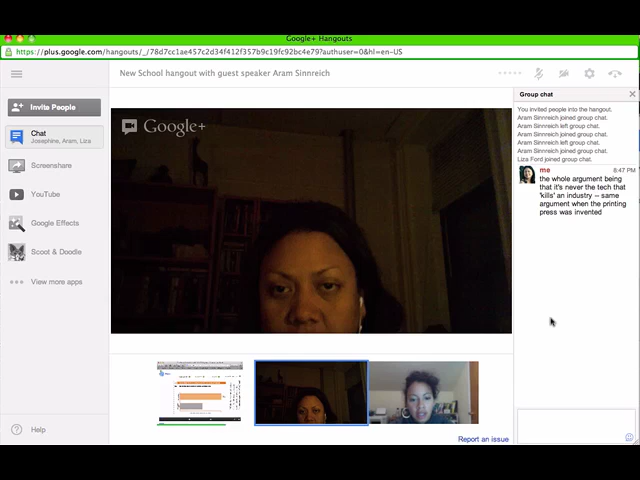 Google+ Hangouts
https://plus.google.com/hangouts/_/78d7cc1ae457c2d34f412f357b9c19fc92bc4e79?authuser=0&hl=en-US
New School hangout with guest speaker Aram Sinnreich
Invite People
Chat
Josephine, Aram, Liza
Screenshare
YouTube
Google Effects
Scoot & Doodle
View more apps
Help
Google+
Report an issue
Group chat
You invited people into the hangout.
Aram Sinnreich joined group chat.
Aram Sinnreich left group chat.
Aram Sinnreich joined group chat.
Aram Sinnreich left group chat.
Aram Sinnreich joined group chat.
Liza Ford joined group chat.
me 8:47 PM
the whole argument being
that it's never the tech that
'kills' an industry -- same
argument when the printing
press was invented